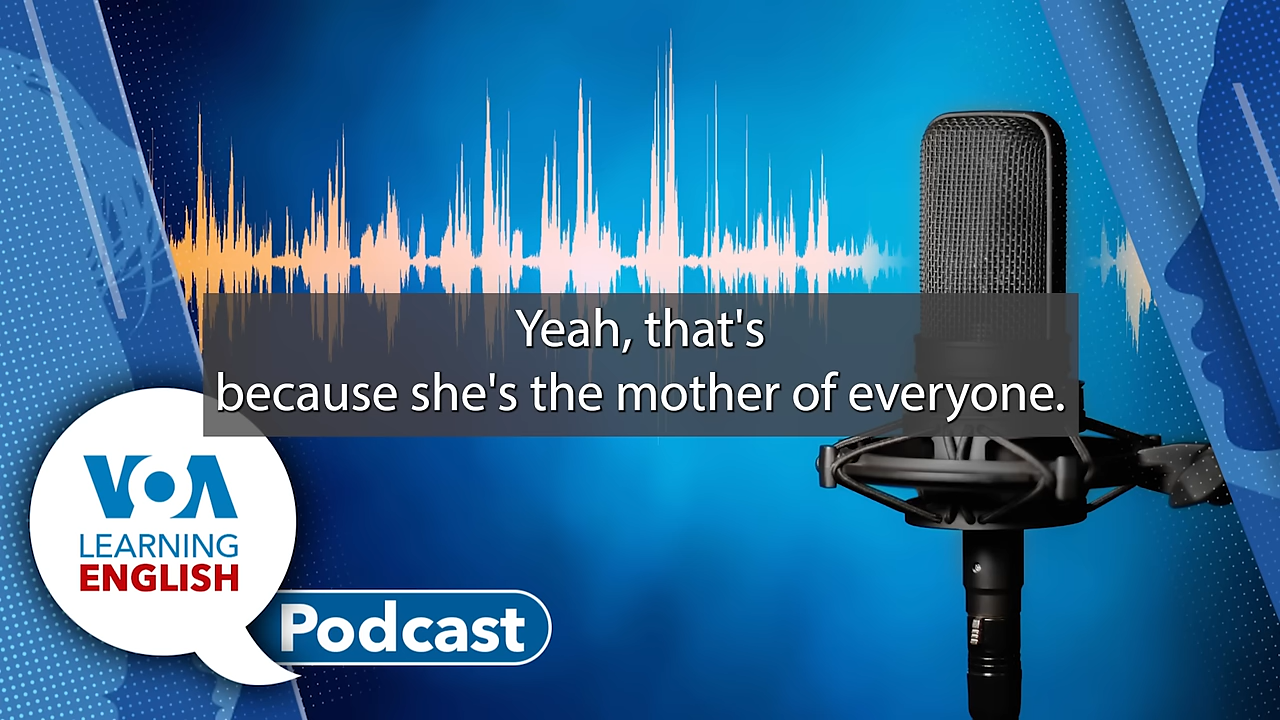 Yeah, that's
because she's the mother of everyone.
VOA
LEARNING
ENGLISH
Podcast